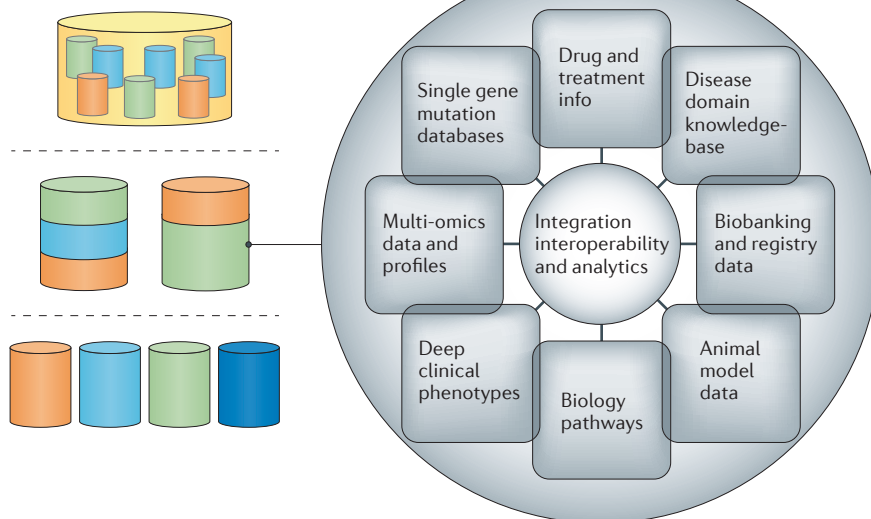 Drug and
treatment
info
Single gene
mutation
databases
Disease
domain
knowledge-
base
Multi-omics
data and
profiles
Integration
interoperability
and analytics
Biobanking
and registry
data
Deep
clinical
phenotypes
Animal
model
data
Biology
pathways